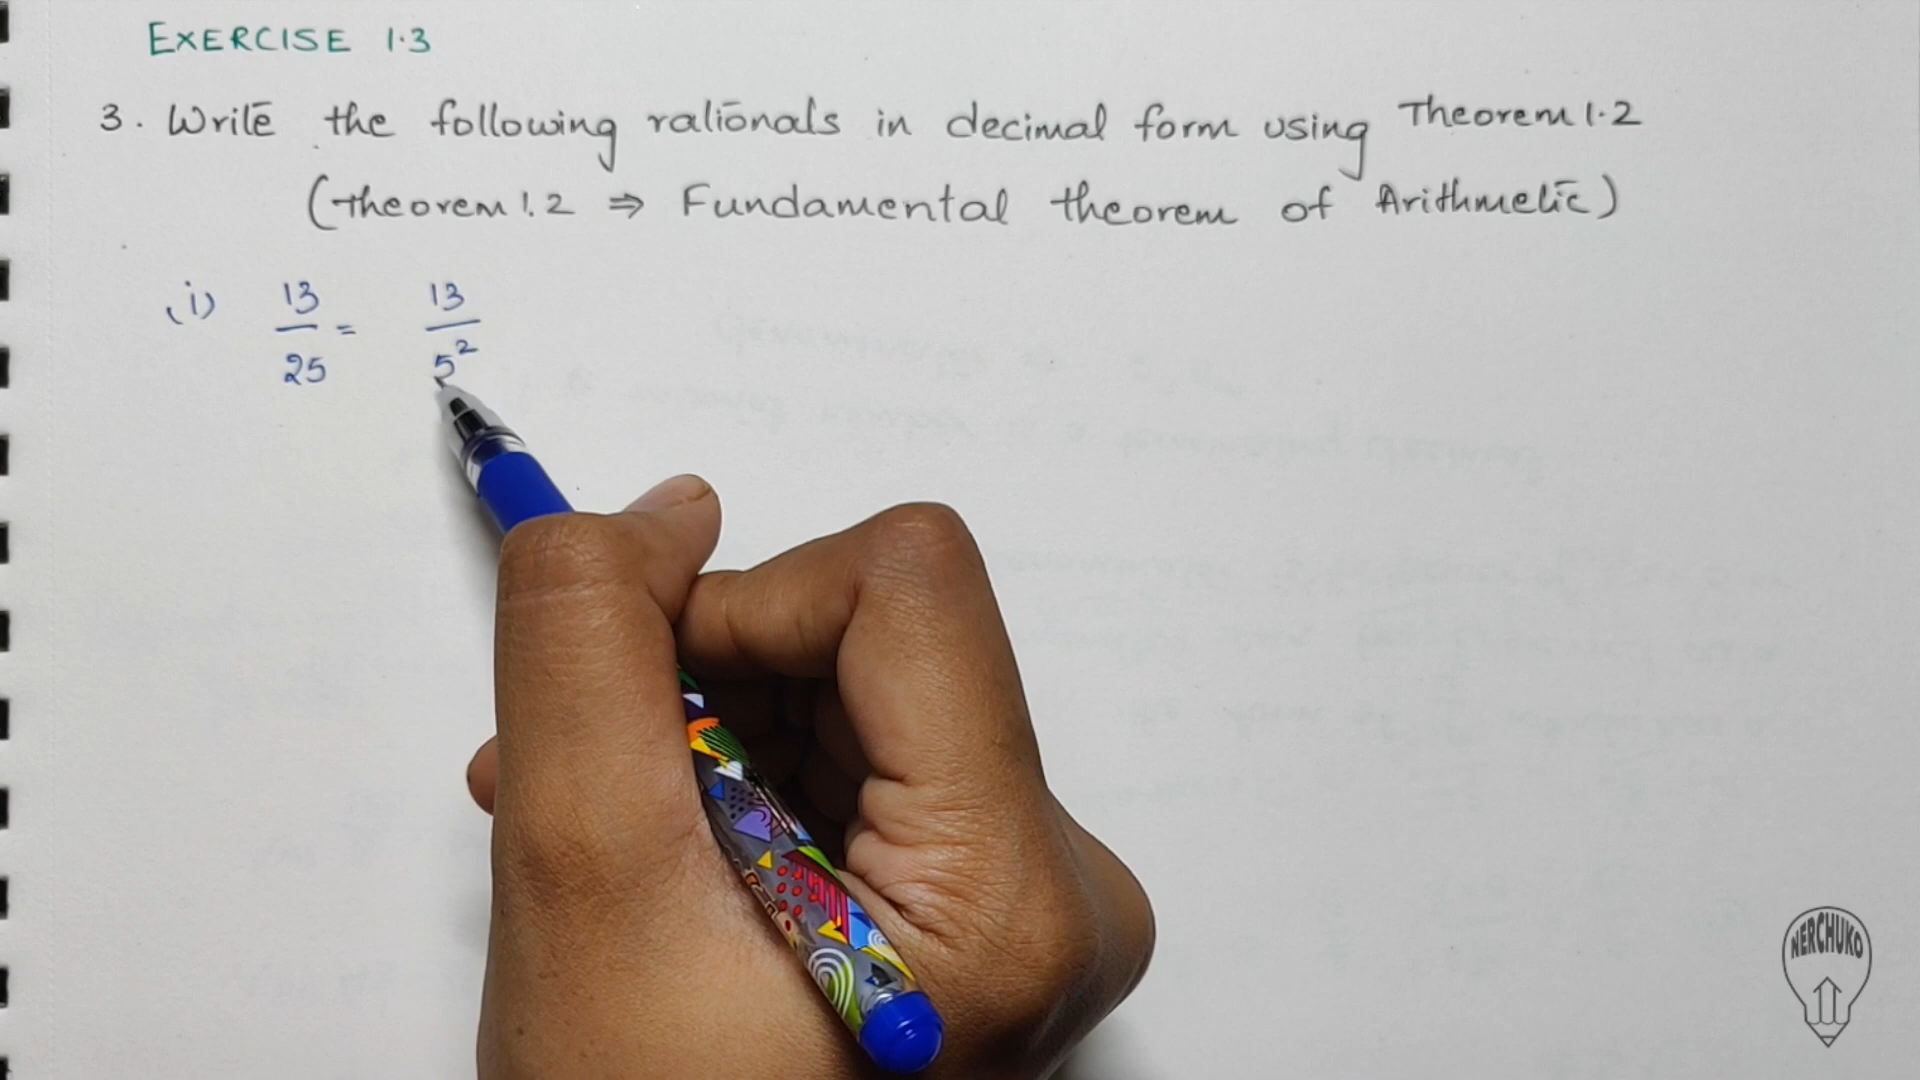 EXERCISE 1.3
3. Write the following rationals in decimal form using Theorem 1.2
(Theorem 1.2 ⇒ Fundamental theorem of Arithmetic)
(i) 13/25 = 13/5²
NERCHUKO